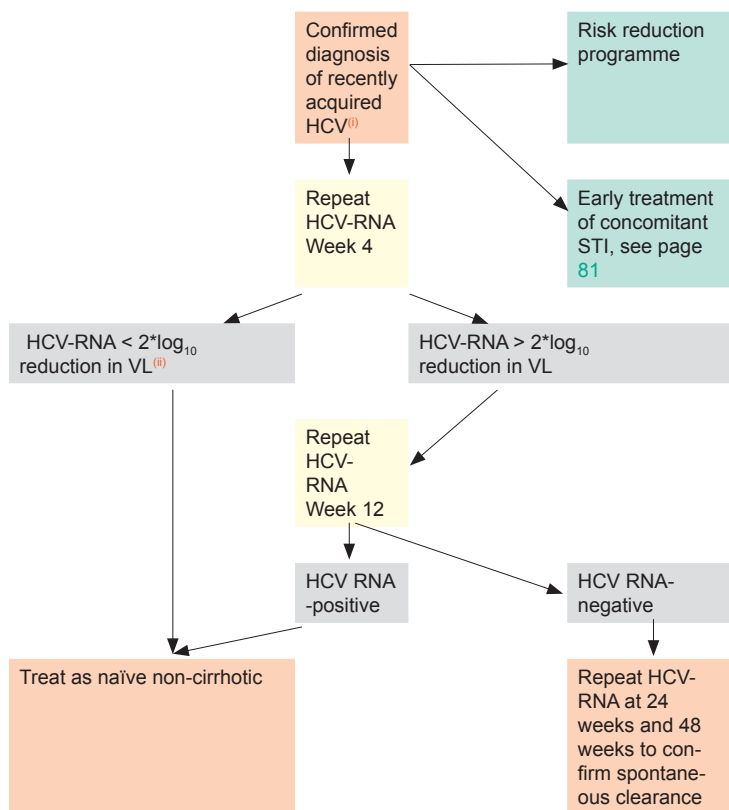 Confirmed
diagnosis
of recently
acquired
HCV(i)
Risk reduction
programme
Repeat
HCV-RNA
Week 4
Early treatment
of concomitant
STI, see page
81
HCV-RNA < 2*log10
reduction in VL(ii)
HCV-RNA > 2*log10
reduction in VL
Repeat
HCV-
RNA
Week 12
HCV RNA
-positive
HCV RNA-
negative
Treat as naïve non-cirrhotic
Repeat HCV-
RNA at 24
weeks and 48
weeks to con-
firm spontane-
ous clearance